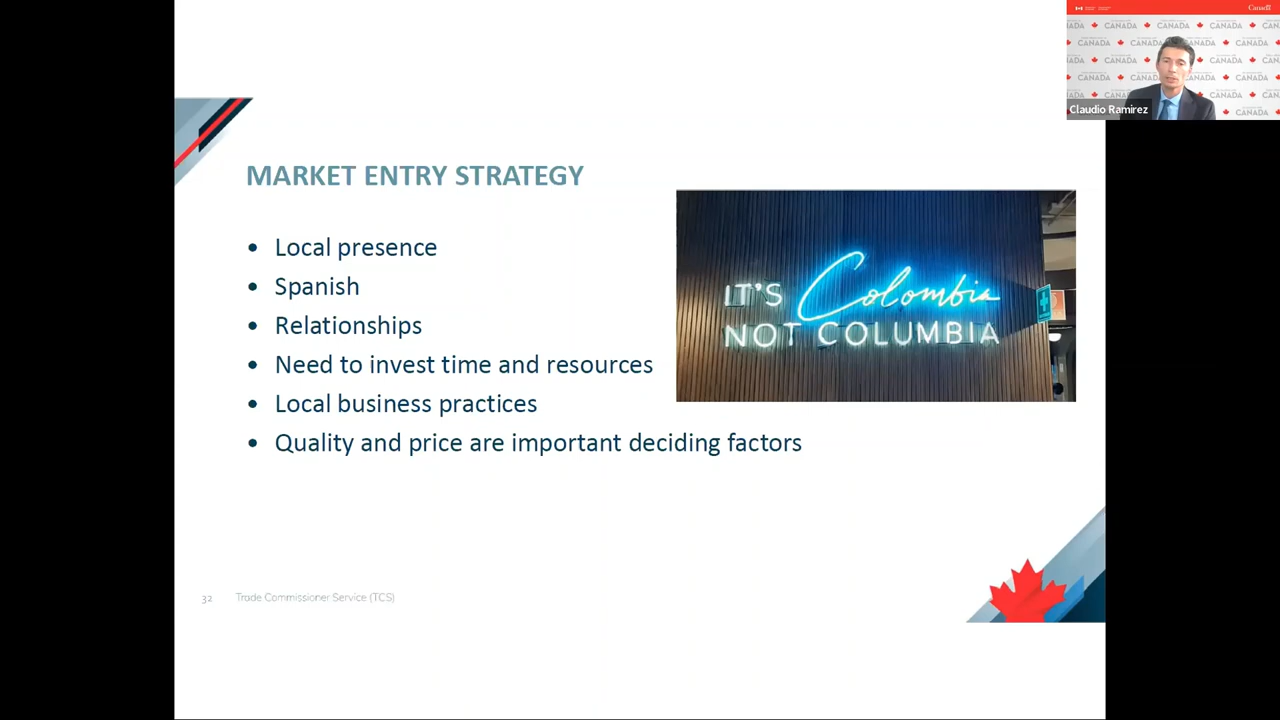 Canada
CANADA
Claudio Ramirez
MARKET ENTRY STRATEGY
• Local presence
• Spanish
• Relationships
• Need to invest time and resources
• Local business practices
• Quality and price are important deciding factors
IT'S Colombia
NOT COLUMBIA
32 Trade Commissioner Service (TCS)